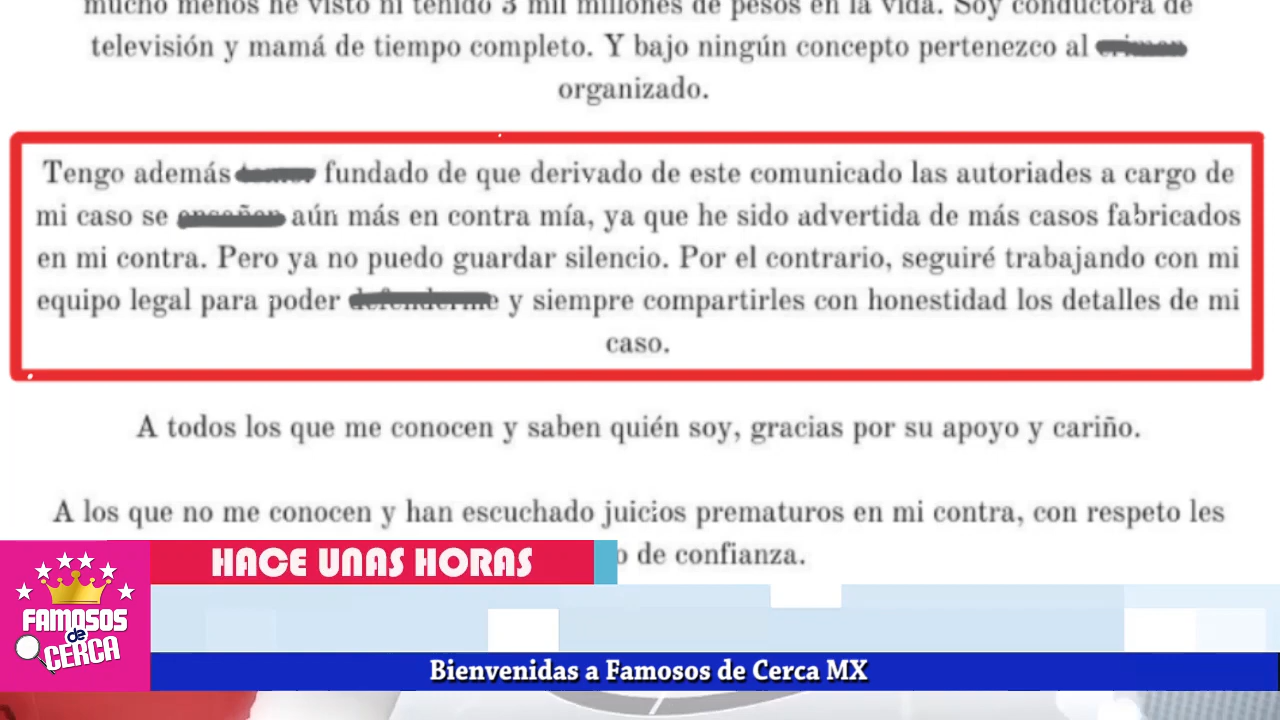 mucho menos he visto ni tenido 3 mil millones de pesos en la vida. Soy conductora de
televisión y mamá de tiempo completo. Y bajo ningún concepto pertenezco al
organizado.
Tengo además fundado de que derivado de este comunicado las autoriades a cargo de
mi caso se aún más en contra mía, ya que he sido advertida de más casos fabricados
en mi contra. Pero ya no puedo guardar silencio. Por el contrario, seguiré trabajando con mi
equipo legal para poder defenderme y siempre compartirles con honestidad los detalles de mi
caso.
A todos los que me conocen y saben quién soy, gracias por su apoyo y cariño.
A los que no me conocen y han escuchado juicios prematuros en mi contra, con respeto les
de confianza.
HACE UNAS HORAS
FAMOSOS
de
CERCA
Bienvenidas a Famosos de Cerca MX